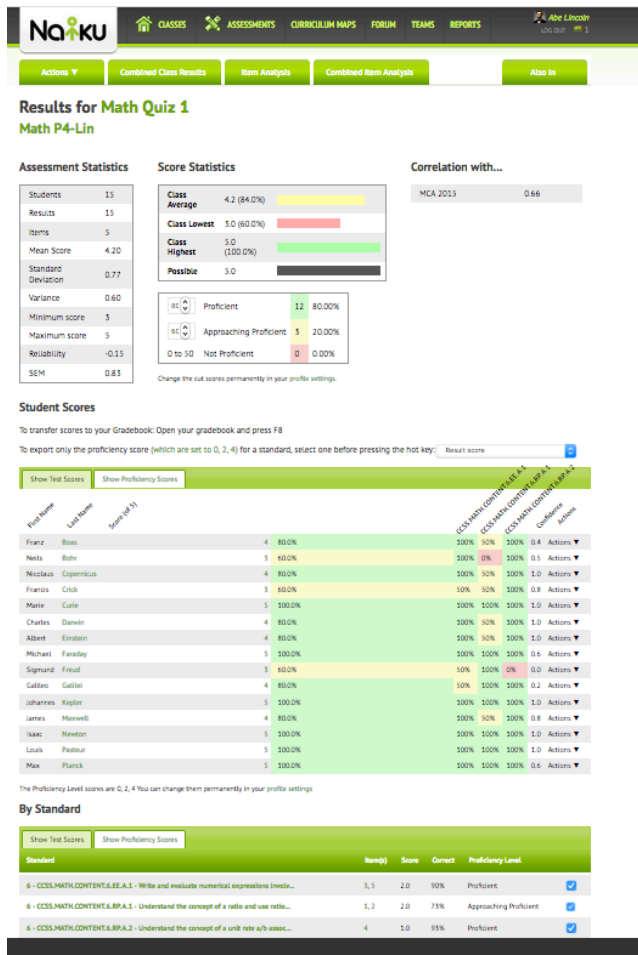 Naiku
CLASSES ASSESSMENTS CURRICULUM MAPS FORUM TEAMS REPORTS
Abe Lincoln
LOG OUT 1
Actions ▼ Combined Class Results Item Analysis Combined Item Analysis Also In
Results for Math Quiz 1
Math P4-Lin
Assessment Statistics
Students 15
Results 15
Items 5
Mean Score 4.20
Standard Deviation 0.77
Variance 0.60
Minimum score 3
Maximum score 5
Reliability -0.15
SEM 0.83
Score Statistics
Class Average 4.2 (84.0%)
Class Lowest 3.0 (60.0%)
Class Highest 5.0 (100.0%)
Possible 5.0
Proficient 12 80.00%
Approaching Proficient 3 20.00%
0 to 50 Not Proficient 0 0.00%
Change the cut scores permanently in your profile settings.
Correlation with...
MCA 2015 0.66
Student Scores
To transfer scores to your Gradebook: Open your gradebook and press F8
To export only the proficiency score (which are set to 0, 2, 4) for a standard, select one before pressing the hot key: Result score
Show Test Scores Show Proficiency Scores
First Name Last Name Score (of 5) CCSS.MATH.CONTENT.6.EE.A.1 CCSS.MATH.CONTENT.6.RP.A.1 CCSS.MATH.CONTENT.6.RP.A.2 Confidence Actions
Franz Boas 4 80.0% 100% 50% 100% 0.4 Actions ▼
Neils Bohr 3 60.0% 100% 0% 100% 0.5 Actions ▼
Nicolaus Copernicus 4 80.0% 100% 50% 100% 1.0 Actions ▼
Francis Crick 3 60.0% 50% 50% 100% 0.8 Actions ▼
Marie Curie 5 100.0% 100% 100% 100% 1.0 Actions ▼
Charles Darwin 4 80.0% 100% 50% 100% 1.0 Actions ▼
Albert Einstein 4 80.0% 100% 50% 100% 1.0 Actions ▼
Michael Faraday 5 100.0% 100% 100% 100% 0.6 Actions ▼
Sigmund Freud 3 60.0% 50% 100% 0% 0.0 Actions ▼
Galileo Galilei 4 80.0% 50% 100% 100% 0.2 Actions ▼
Johannes Kepler 5 100.0% 100% 100% 100% 1.0 Actions ▼
James Maxwell 4 80.0% 100% 50% 100% 0.8 Actions ▼
Isaac Newton 5 100.0% 100% 100% 100% 1.0 Actions ▼
Louis Pasteur 5 100.0% 100% 100% 100% 1.0 Actions ▼
Max Planck 5 100.0% 100% 100% 100% 0.6 Actions ▼
The Proficiency Level scores are 0, 2, 4 You can change them permanently in your profile settings
By Standard
Show Test Scores Show Proficiency Scores
Standard Item(s) Score Correct Proficiency Level
6 - CCSS.MATH.CONTENT.6.EE.A.1 - Write and evaluate numerical expressions involv... 3, 5 2.0 90% Proficient
6 - CCSS.MATH.CONTENT.6.RP.A.1 - Understand the concept of a ratio and use ratio... 1, 2 2.0 73% Approaching Proficient
6 - CCSS.MATH.CONTENT.6.RP.A.2 - Understand the concept of a unit rate a/b assoc... 4 1.0 93% Proficient